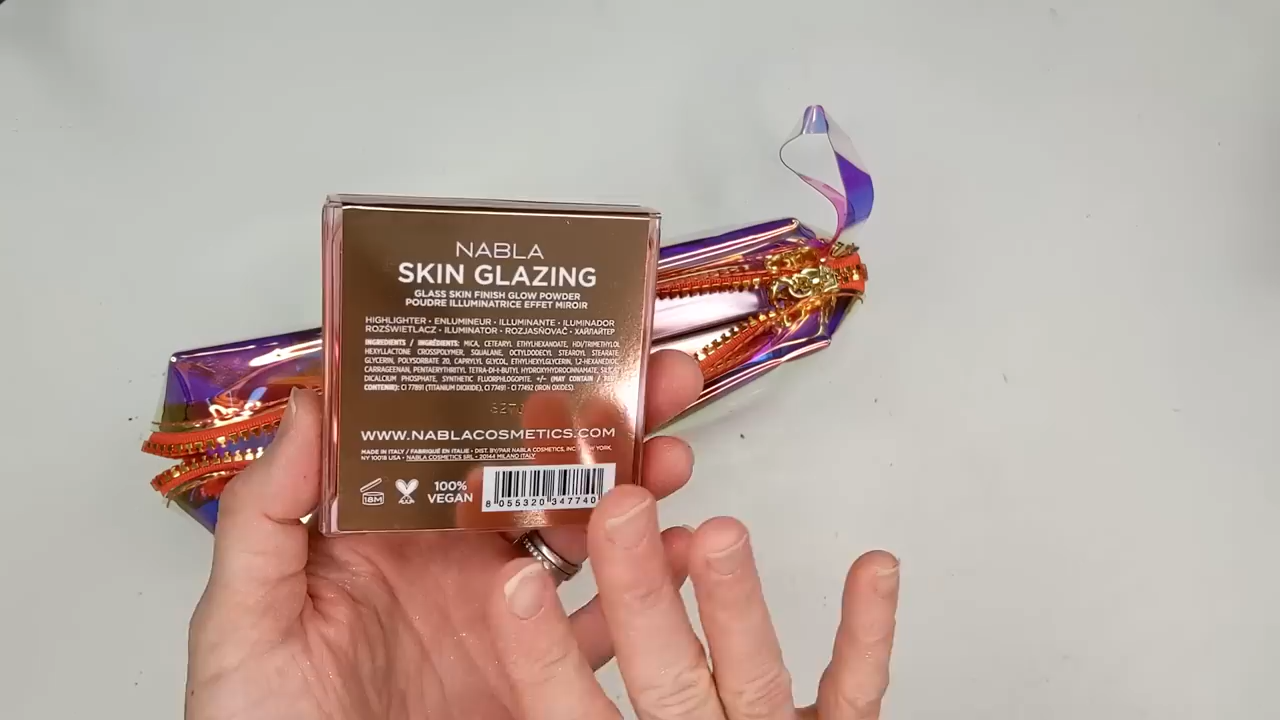 NABLA
SKIN GLAZING
GLASS SKIN FINISH GLOW POWDER
POUDRE ILLUMINATRICE EFFET MIROIR
HIGHLIGHTER • ENLUMINEUR • ILLUMINANTE • ILUMINADOR
ROZŚWIETLACZ • ILUMINATOR • ROZJASŇOVAČ • ХАЙЛАЙТЕР
INGREDIENTS / INGRÉDIENTS: MICA, CETEARYL ETHYLHEXANOATE, HDI/TRIMETHYLOL
HEXYLLACTONE CROSSPOLYMER, SQUALANE, OCTYLDODECYL STEAROYL STEARATE,
GLYCERIN, POLYSORBATE 20, CAPRYLYL GLYCOL, ETHYLHEXYLGLYCERIN, 1,2-HEXANEDIOL,
CARRAGEENAN, PENTAERYTHRITYL TETRA-DI-t-BUTYL HYDROXYHYDROCINNAMATE,
DICALCIUM PHOSPHATE, SYNTHETIC FLUORPHLOGOPITE. +/- (MAY CONTAIN /
CONTENIR): CI 77891 (TITANIUM DIOXIDE), CI 77491 - CI 77492 (IRON OXIDES).
WWW.NABLACOSMETICS.COM
MADE IN ITALY / FABRIQUÉ EN ITALIE • DIST. BY/PAR NABLA COSMETICS, INC. NEW YORK,
NY 10018 USA • NABLA COSMETICS SRL - 20144 MILANO ITALY
18M
100%
VEGAN
8 055320 347740